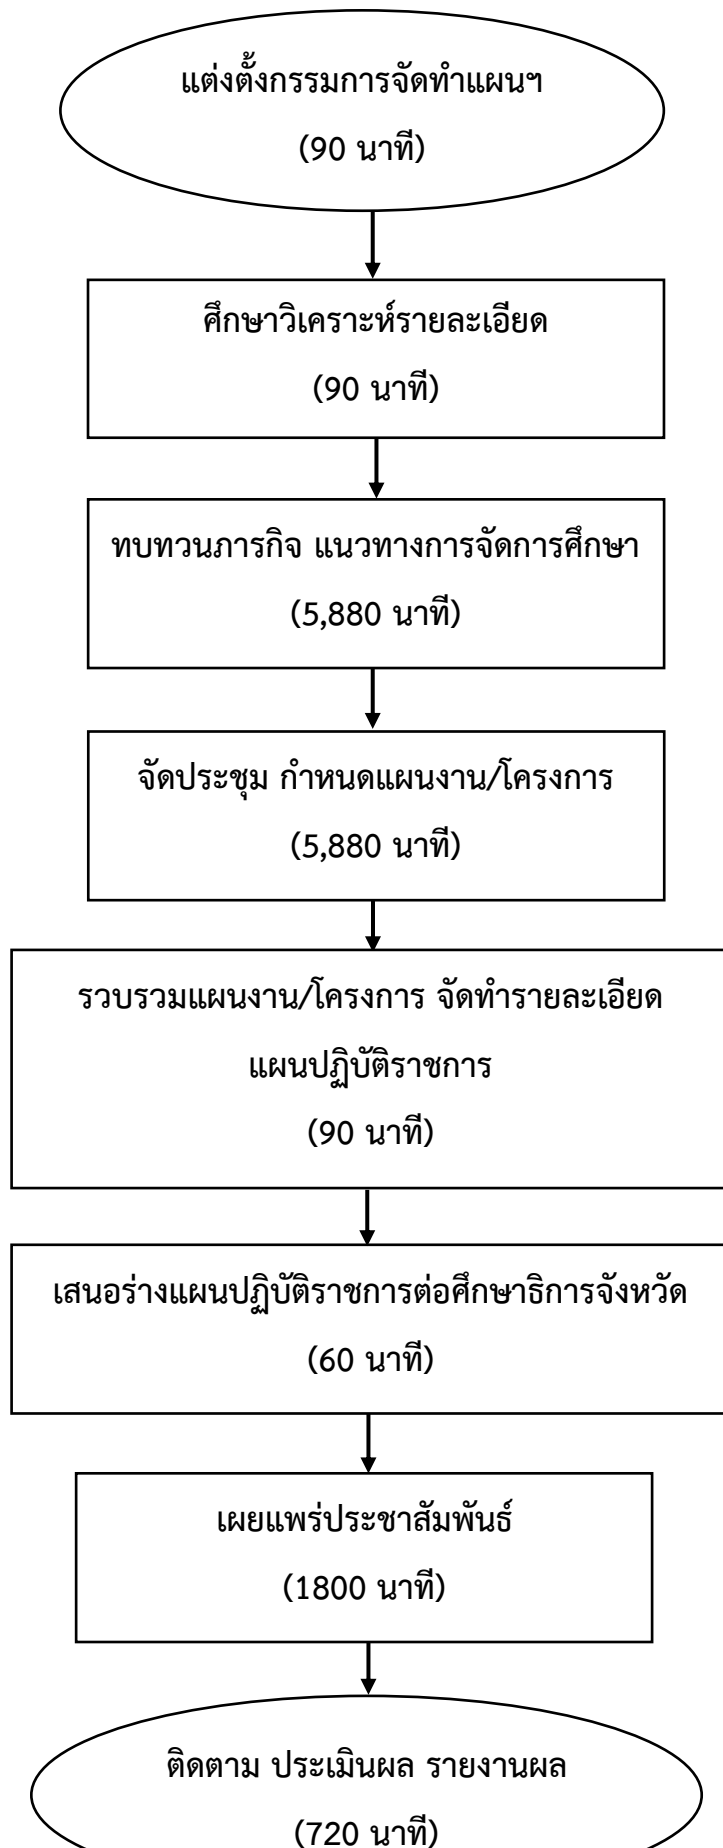 แต่งตั้งกรรมการจัดทำแผนฯ
(90 นาที)
ศึกษาวิเคราะห์รายละเอียด
(90 นาที)
ทบทวนภารกิจ แนวทางการจัดการศึกษา
(5,880 นาที)
จัดประชุม กำหนดแผนงาน/โครงการ
(5,880 นาที)
รวบรวมแผนงาน/โครงการ จัดทำรายละเอียด
แผนปฏิบัติราชการ
(90 นาที)
เสนอร่างแผนปฏิบัติราชการต่อศึกษาธิการจังหวัด
(60 นาที)
เผยแพร่ประชาสัมพันธ์
(1800 นาที)
ติดตาม ประเมินผล รายงานผล
(720 นาที)